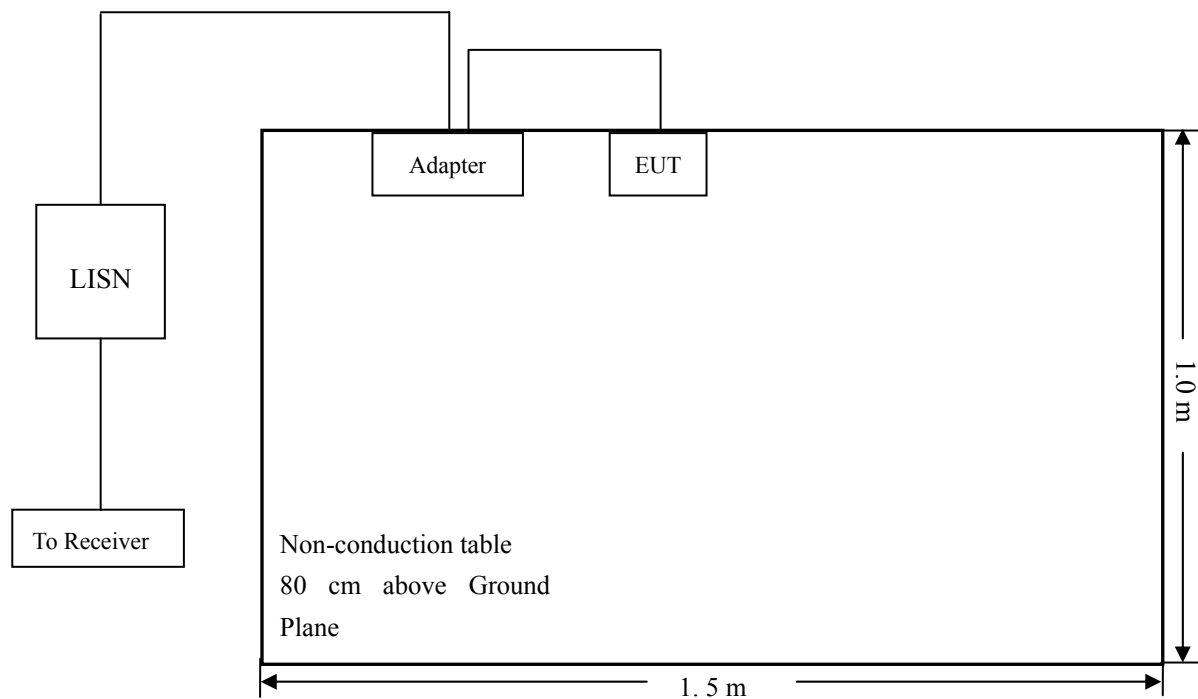 Adapter
EUT
LISN
1.0 m
To Receiver
Non-conduction table
80 cm above Ground
Plane
1. 5 m